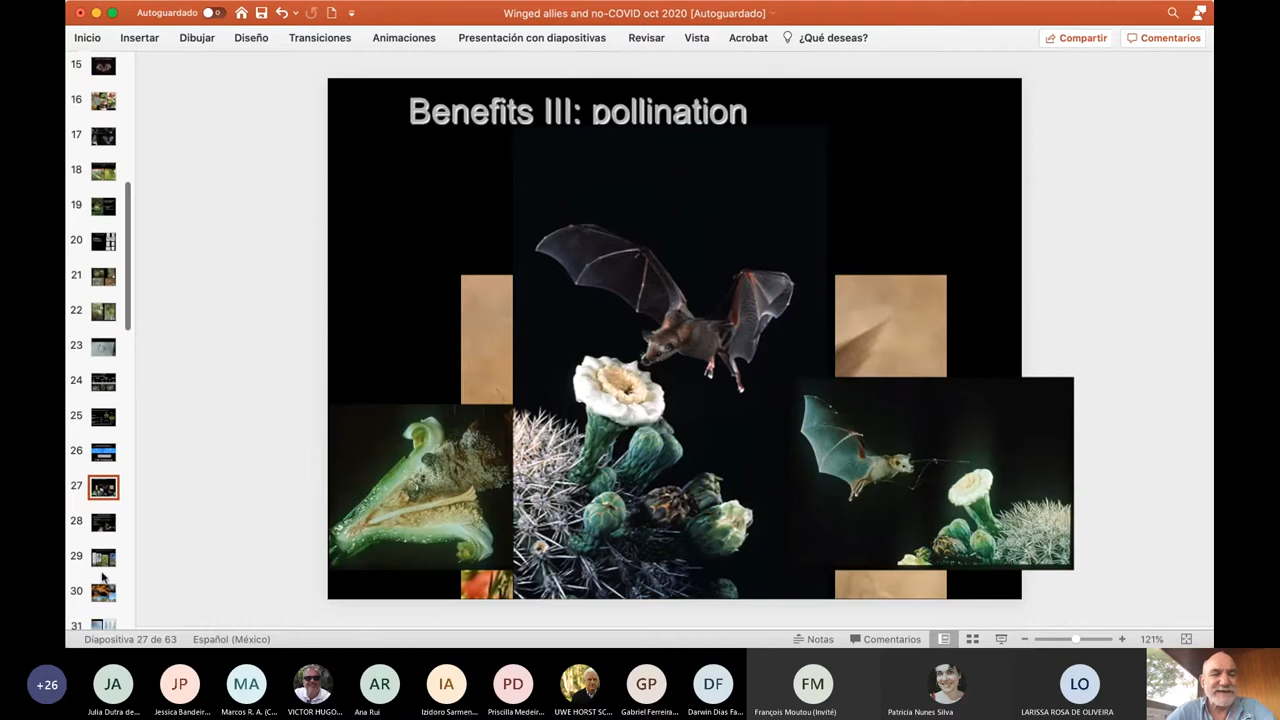 Autoguardado
Winged allies and no-COVID oct 2020 [Autoguardado]
Inicio Insertar Dibujar Diseño Transiciones Animaciones Presentación con diapositivas Revisar Vista Acrobat ¿Qué deseas? Compartir Comentarios
15
16
17
18
19
20
21
22
23
24
25
26
27
28
29
30
31
Benefits III: pollination
Diapositiva 27 de 63 Español (México) Notas Comentarios 121%
+26 JA JP MA AR IA PD GP DF FM LO
Julia Dutra de... Jessica Bandeir... Marcos R. A. (C... VICTOR HUGO... Ana Rui Izidoro Sarmen... Priscilla Medeir... UWE HORST SC... Gabriel Ferreira... Darwin Dias Fa... François Moutou (Invité) Patricia Nunes Silva LARISSA ROSA DE OLIVEIRA